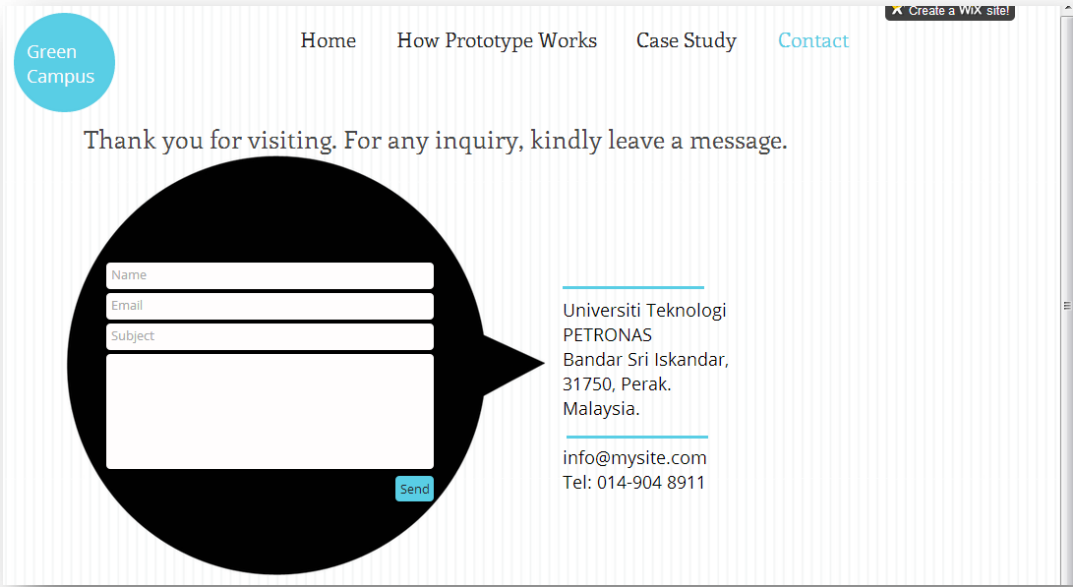 Create a WiX site!
Green
Campus
Home How Prototype Works Case Study Contact
Thank you for visiting. For any inquiry, kindly leave a message.
Name
Email
Subject
Send
Universiti Teknologi
PETRONAS
Bandar Sri Iskandar,
31750, Perak.
Malaysia.
info@mysite.com
Tel: 014-904 8911